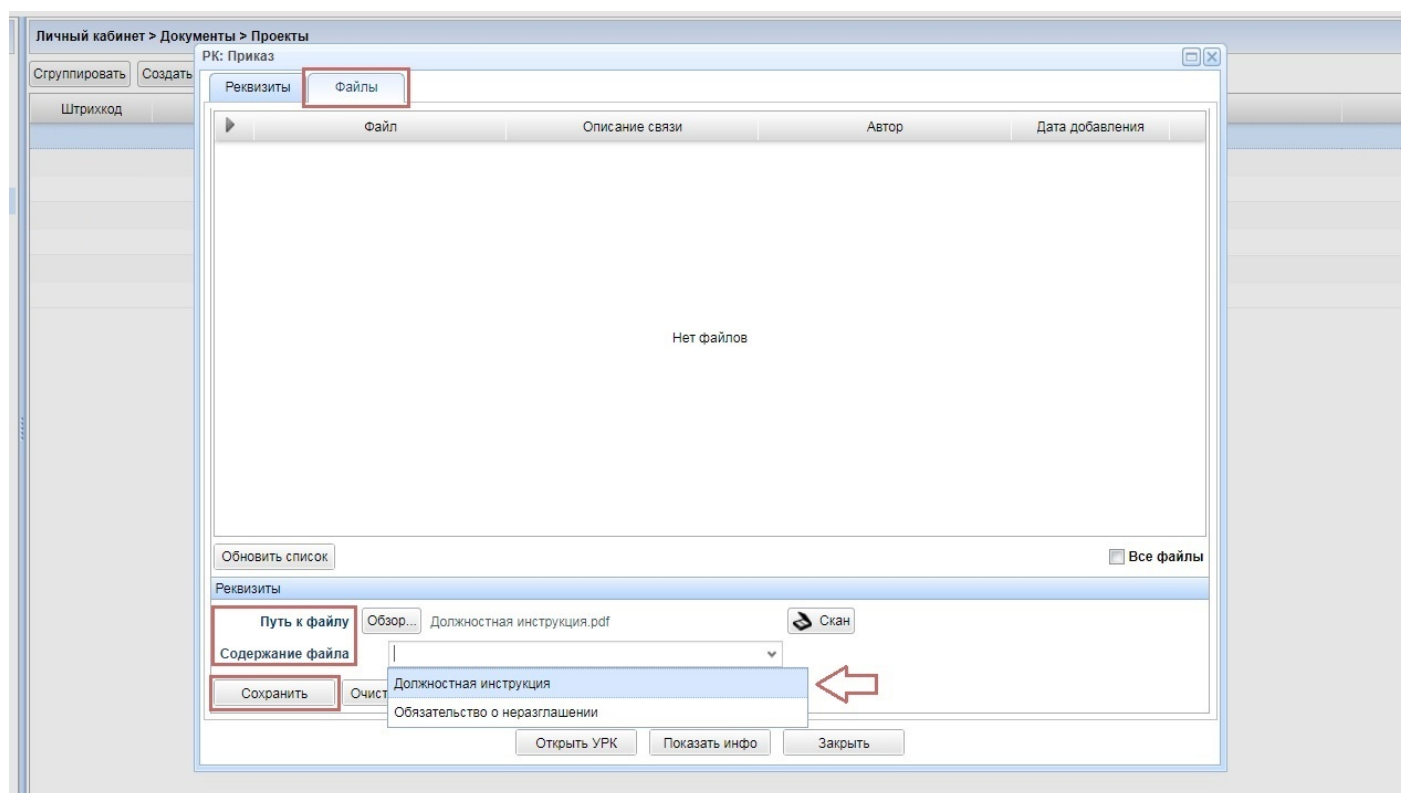 Личный кабинет > Документы > Проекты
РК: Приказ
Сгруппировать Создать
Реквизиты Файлы
Штрихкод
Файл Описание связи Автор Дата добавления
Нет файлов
Обновить список Все файлы
Реквизиты
Путь к файлу Обзор... Должностная инструкция.pdf Скан
Содержание файла
Должностная инструкция
Сохранить Очист
Обязательство о неразглашении
Открыть УРК Показать инфо Закрыть